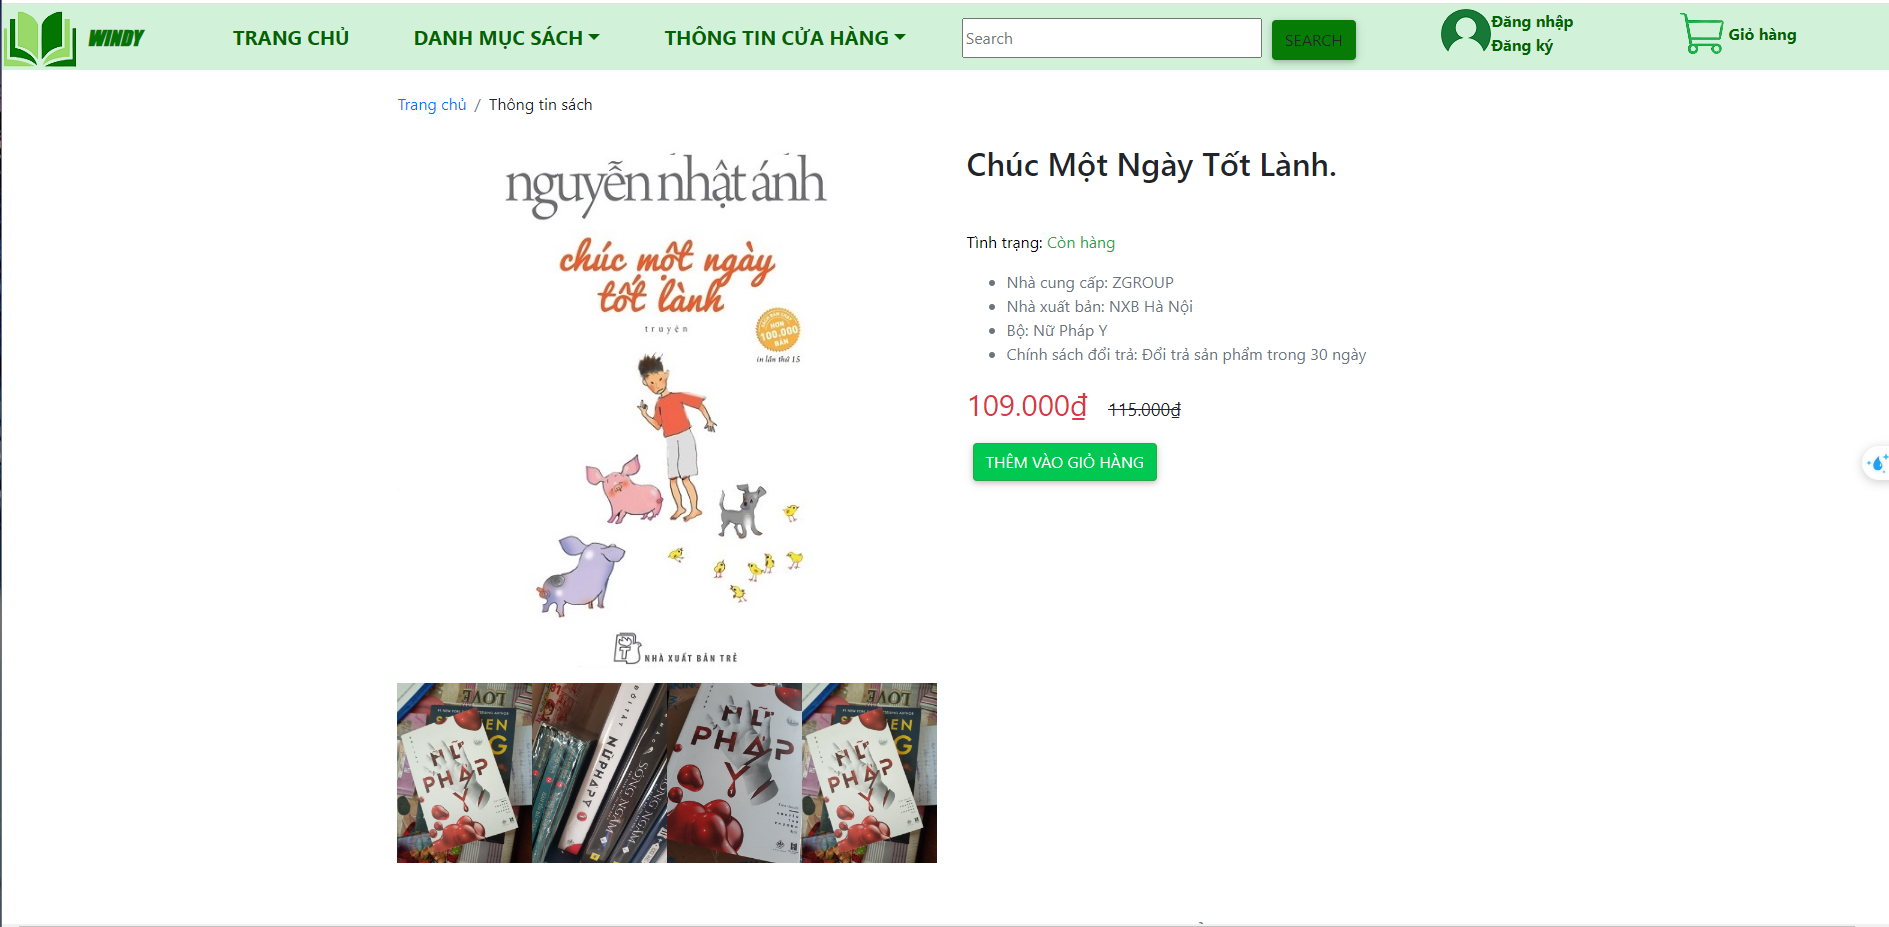 WINDY
TRANG CHỦ
DANH MỤC SÁCH
THÔNG TIN CỬA HÀNG
Search
SEARCH
Đăng nhập
Đăng ký
Giỏ hàng
Trang chủ / Thông tin sách
nguyễn nhật ánh
chúc một ngày
tốt lành
truyện
HƠN
100.000
BẢN
in lần thứ 15
NHÀ XUẤT BẢN TRẺ
Chúc Một Ngày Tốt Lành.
Tình trạng: Còn hàng
Nhà cung cấp: ZGROUP
Nhà xuất bản: NXB Hà Nội
Bộ: Nữ Pháp Y
Chính sách đổi trả: Đổi trả sản phẩm trong 30 ngày
109.000₫ 115.000₫
THÊM VÀO GIỎ HÀNG
LOVE
NỮ
PHÁP
Y
NỮ PHÁP Y
SÔNG NGẦM
NỮ
PHÁP
Y
LOVE
NỮ
PHÁP
Y